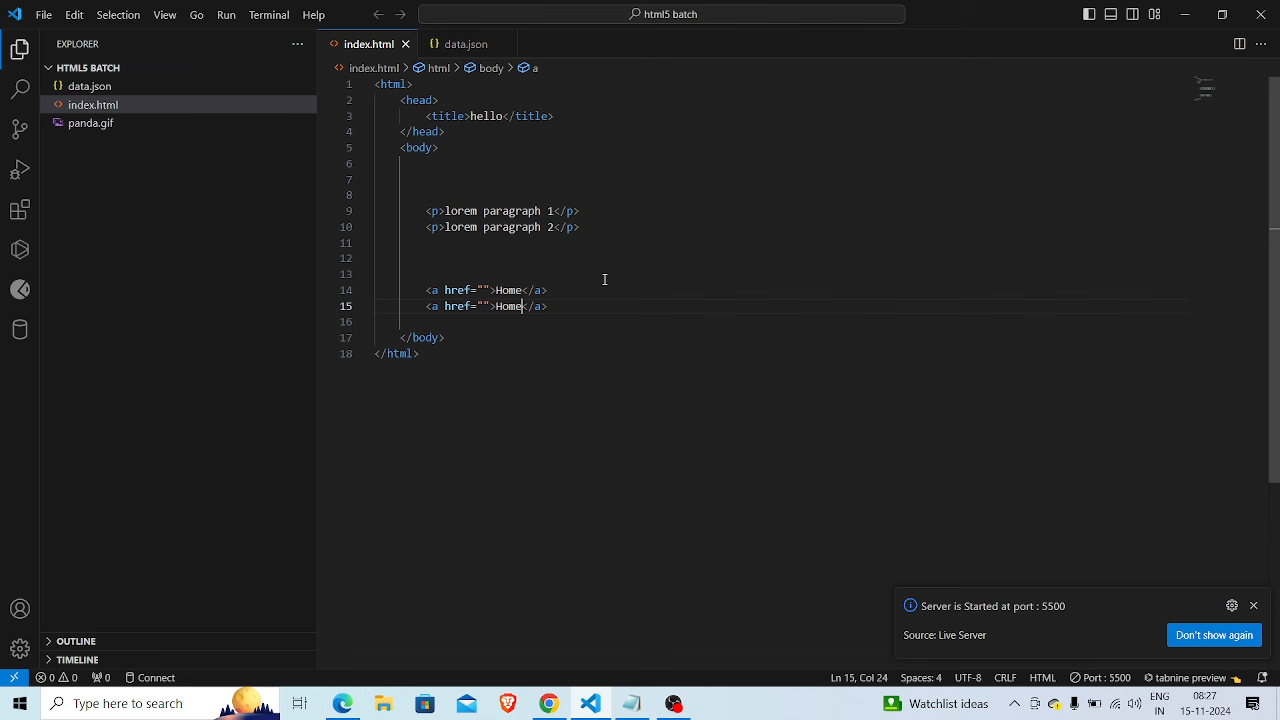 File Edit Selection View Go Run Terminal Help
html5 batch
EXPLORER
HTML5 BATCH
data.json
index.html
panda.gif
OUTLINE
TIMELINE
index.html data.json
index.html > html > body > a
1 <html>
2 <head>
3 <title>hello</title>
4 </head>
5 <body>
6
7
8
9 <p>lorem paragraph 1</p>
10 <p>lorem paragraph 2</p>
11
12
13
14 <a href="">Home</a>
15 <a href="">Home</a>
16
17 </body>
18 </html>
Server is Started at port : 5500
Source: Live Server
Don't show again
0 0 0 Connect
Ln 15, Col 24 Spaces: 4 UTF-8 CRLF HTML Port : 5500 tabnine preview
Type here to search
Watchlist Ideas
ENG
IN
08:27
15-11-2024